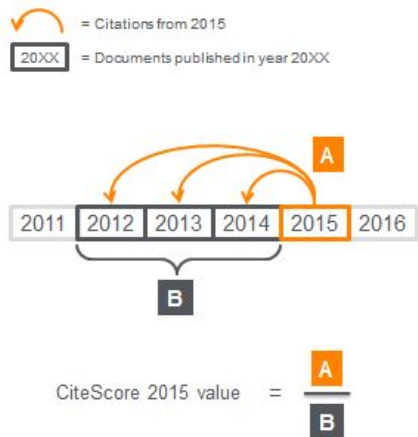 = Citations from 2015
20XX = Documents published in year 20XX
A
2011 2012 2013 2014 2015 2016
B
CiteScore 2015 value = A
B